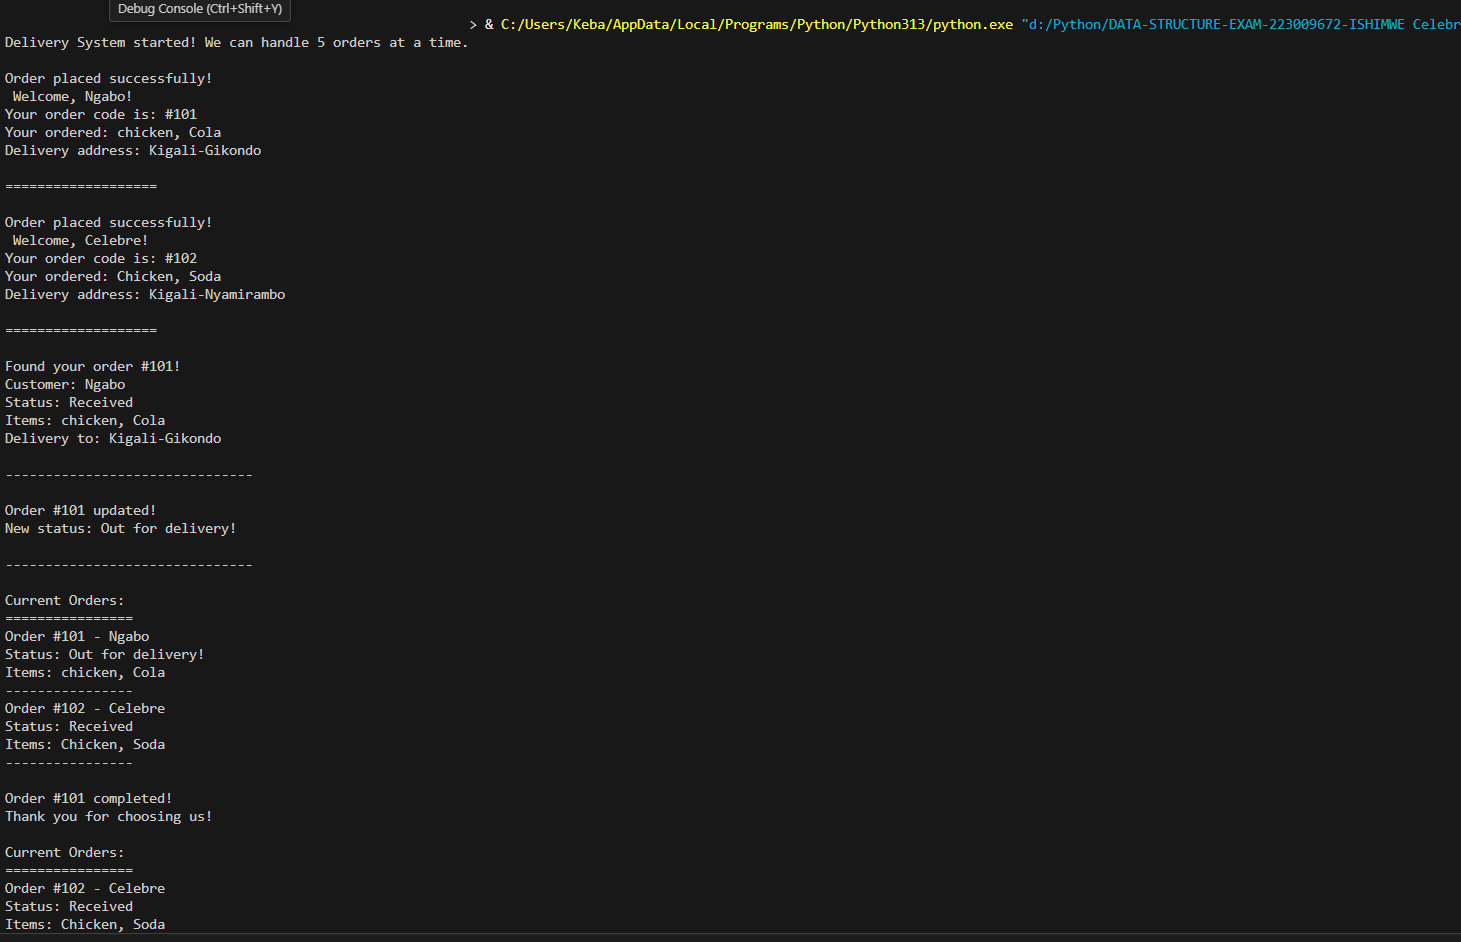 Debug Console (Ctrl+Shift+Y)
> & C:/Users/Keba/AppData/Local/Programs/Python/Python313/python.exe "d:/Python/DATA-STRUCTURE-EXAM-223009672-ISHIMWE Celebr
Delivery System started! We can handle 5 orders at a time.
Order placed successfully!
Welcome, Ngabo!
Your order code is: #101
Your ordered: chicken, Cola
Delivery address: Kigali-Gikondo
===================
Order placed successfully!
Welcome, Celebre!
Your order code is: #102
Your ordered: Chicken, Soda
Delivery address: Kigali-Nyamirambo
===================
Found your order #101!
Customer: Ngabo
Status: Received
Items: chicken, Cola
Delivery to: Kigali-Gikondo
-------------------------------
Order #101 updated!
New status: Out for delivery!
-------------------------------
Current Orders:
================
Order #101 - Ngabo
Status: Out for delivery!
Items: chicken, Cola
----------------
Order #102 - Celebre
Status: Received
Items: Chicken, Soda
----------------
Order #101 completed!
Thank you for choosing us!
Current Orders:
================
Order #102 - Celebre
Status: Received
Items: Chicken, Soda